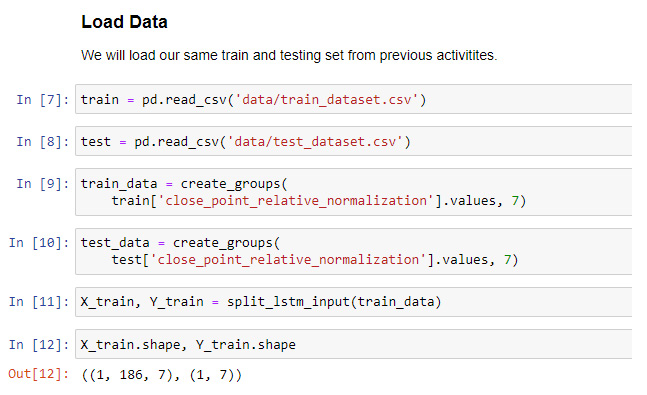 Load Data
We will load our same train and testing set from previous activitites.
In [7]: train = pd.read_csv('data/train_dataset.csv')
In [8]: test = pd.read_csv('data/test_dataset.csv')
In [9]: train_data = create_groups(
train['close_point_relative_normalization'].values, 7)
In [10]: test_data = create_groups(
test['close_point_relative_normalization'].values, 7)
In [11]: X_train, Y_train = split_lstm_input(train_data)
In [12]: X_train.shape, Y_train.shape
Out[12]: ((1, 186, 7), (1, 7))